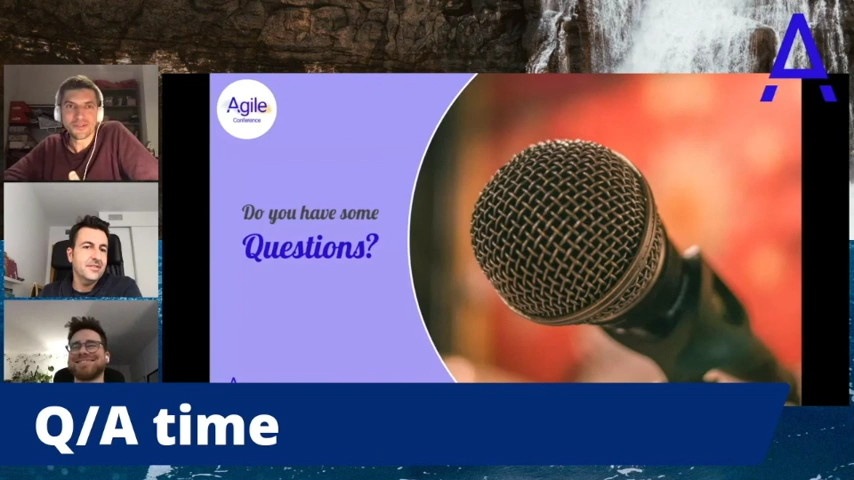 Agile
Conference
Do you have some
Questions?
Q/A time